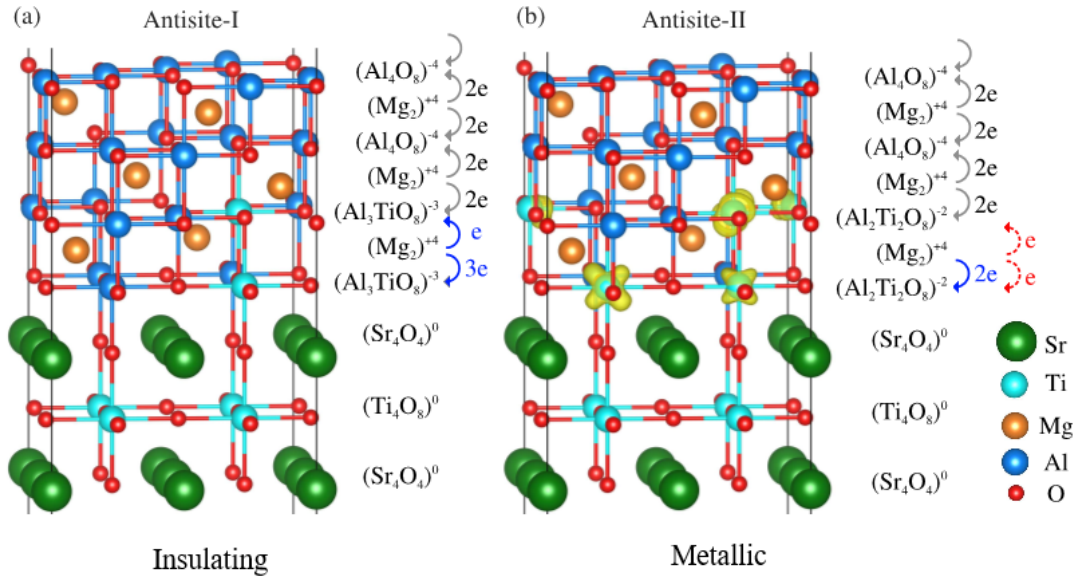 (a) Antisite-I
(Al₄O₈)⁻⁴
2e
(Mg₂)⁺⁴
2e
(Al₄O₈)⁻⁴
2e
(Mg₂)⁺⁴
2e
(Al₃TiO₈)⁻³
e
(Mg₂)⁺⁴
3e
(Al₃TiO₈)⁻³
(Sr₄O₄)⁰
(Ti₄O₈)⁰
(Sr₄O₄)⁰
Insulating
(b) Antisite-II
(Al₄O₈)⁻⁴
2e
(Mg₂)⁺⁴
2e
(Al₄O₈)⁻⁴
2e
(Mg₂)⁺⁴
2e
(Al₂Ti₂O₈)⁻²
e
(Mg₂)⁺⁴
2e e
(Al₂Ti₂O₈)⁻²
(Sr₄O₄)⁰
(Ti₄O₈)⁰
(Sr₄O₄)⁰
Metallic
Sr
Ti
Mg
Al
O